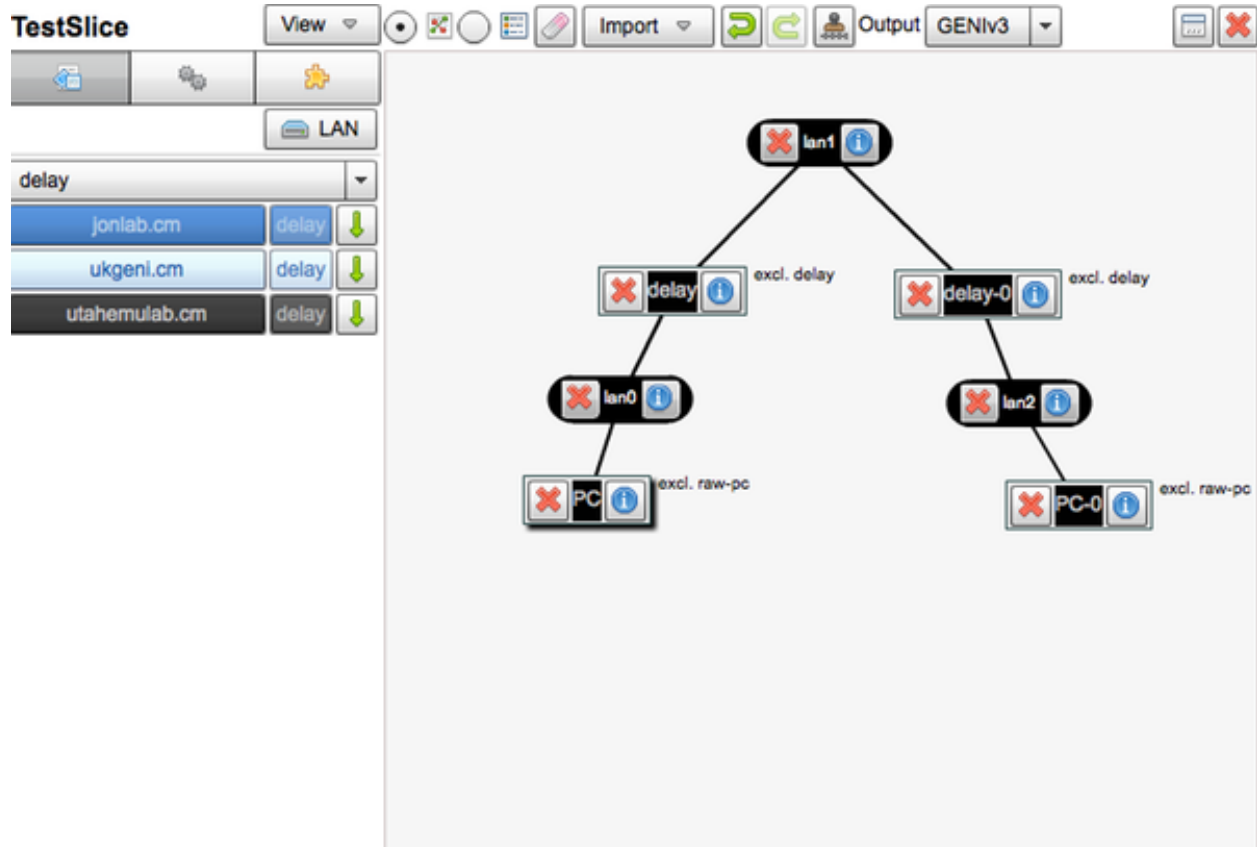 TestSlice View Import Output GENIv3
LAN
delay
jonlab.cm delay
ukgeni.cm delay
utahemulab.cm delay
lan1
delay excl. delay
delay-0 excl. delay
lan0
lan2
PC excl. raw-pc
PC-0 excl. raw-pc